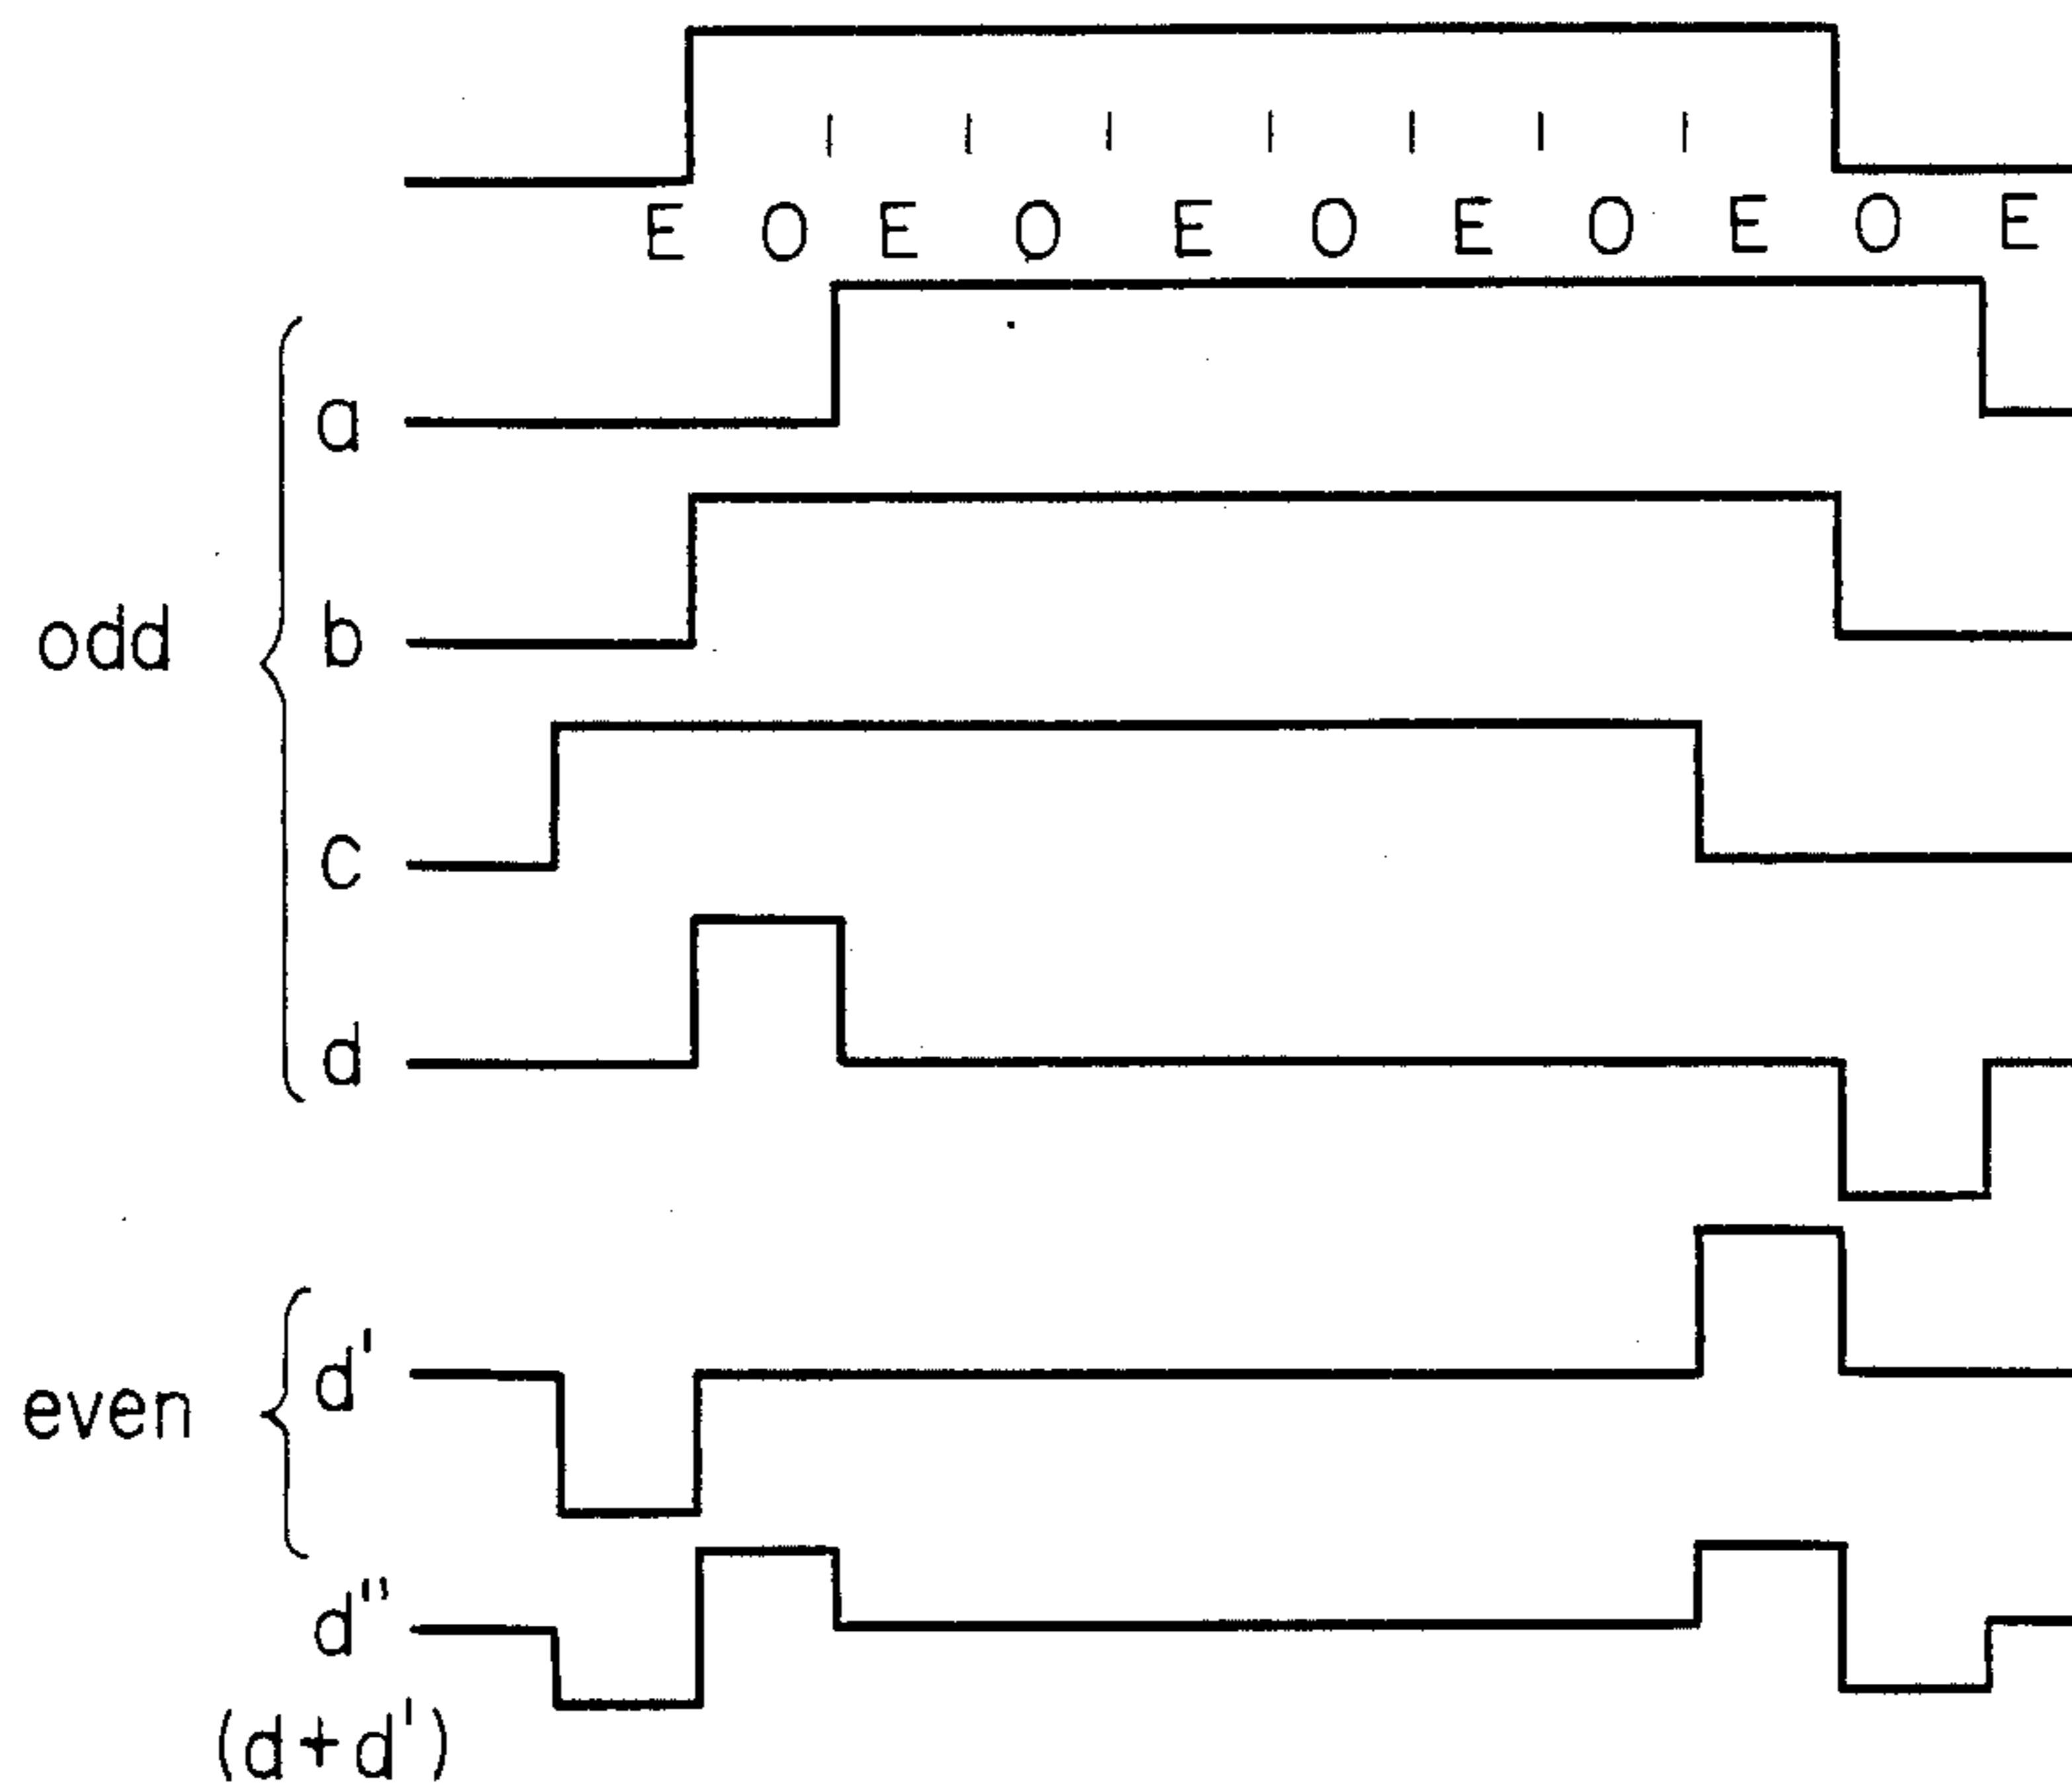 E O E O E O E O E O E
a
odd b
c
d
even d'
d''
(d+d')